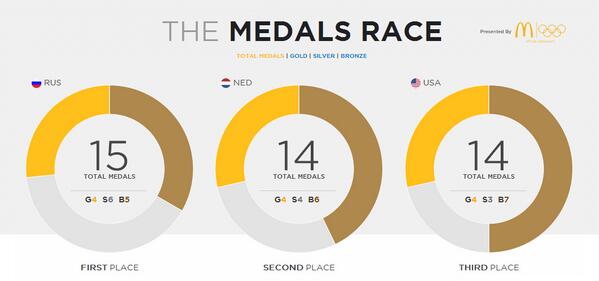 THE MEDALS RACE
Presented By
TOTAL MEDALS | GOLD | SILVER | BRONZE
RUS
NED
USA
15
TOTAL MEDALS
G4 S6 B5
14
TOTAL MEDALS
G4 S4 B6
14
TOTAL MEDALS
G4 S3 B7
FIRST PLACE
SECOND PLACE
THIRD PLACE